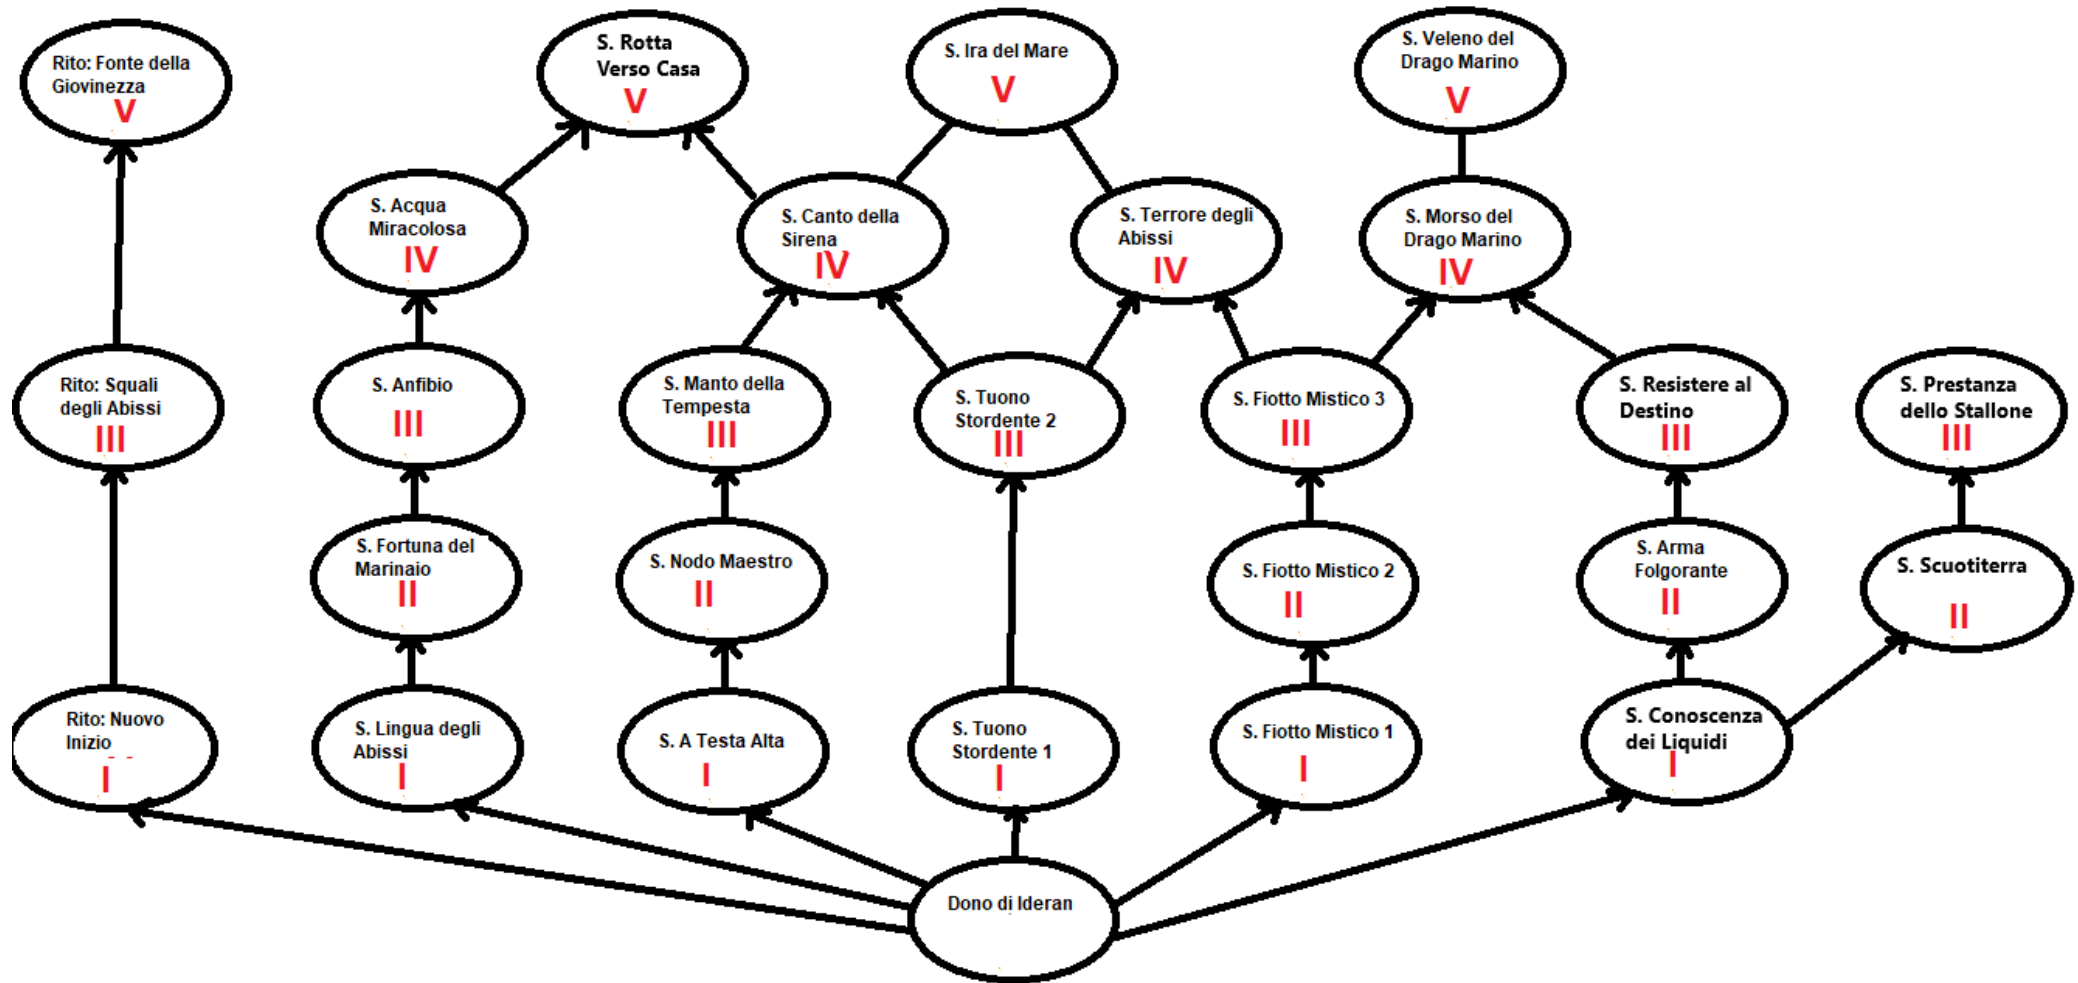 Rito: Fonte della
Giovinezza
V
S. Rotta
Verso Casa
V
S. Ira del Mare
V
S. Veleno del
Drago Marino
V
S. Acqua
Miracolosa
IV
S. Canto della
Sirena
IV
S. Terrore degli
Abissi
IV
S. Morso del
Drago Marino
IV
Rito: Squali
degli Abissi
III
S. Anfibio
III
S. Manto della
Tempesta
III
S. Tuono
Stordente 2
III
S. Fiotto Mistico 3
III
S. Resistere al
Destino
III
S. Prestanza
dello Stallone
III
S. Fortuna del
Marinaio
II
S. Nodo Maestro
II
S. Fiotto Mistico 2
II
S. Arma
Folgorante
II
S. Scuotiterra
II
Rito: Nuovo
Inizio
I
S. Lingua degli
Abissi
I
S. A Testa Alta
I
S. Tuono
Stordente 1
I
S. Fiotto Mistico 1
I
S. Conoscenza
dei Liquidi
I
Dono di Ideran